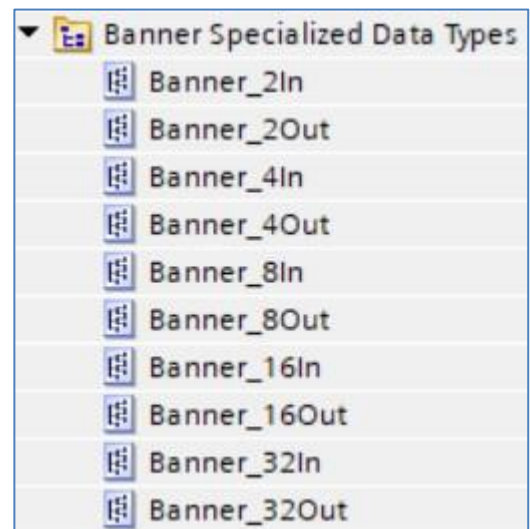 Banner Specialized Data Types
Banner_2In
Banner_2Out
Banner_4In
Banner_4Out
Banner_8In
Banner_8Out
Banner_16In
Banner_16Out
Banner_32In
Banner_32Out